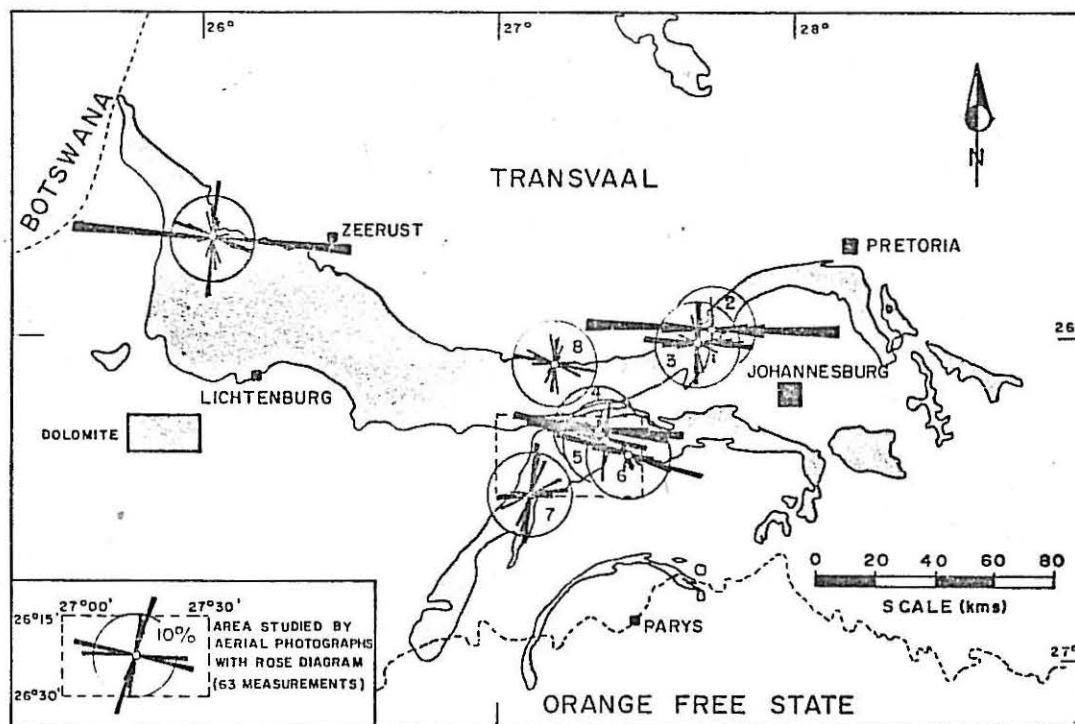 26°
27°
28°
BOTSWANA
TRANSVAAL
N
ZEERUST
PRETORIA
2
26
8
3
JOHANNESBURG
LICHTENBURG
4
DOLOMITE
5
6
7
0 20 40 60 80
SCALE (kms)
PARYS
27°
ORANGE FREE STATE
27°00' 27°30'
26°15'
10%
26°30'
AREA STUDIED BY
AERIAL PHOTOGRAPHS
WITH ROSE DIAGRAM
(63 MEASUREMENTS)